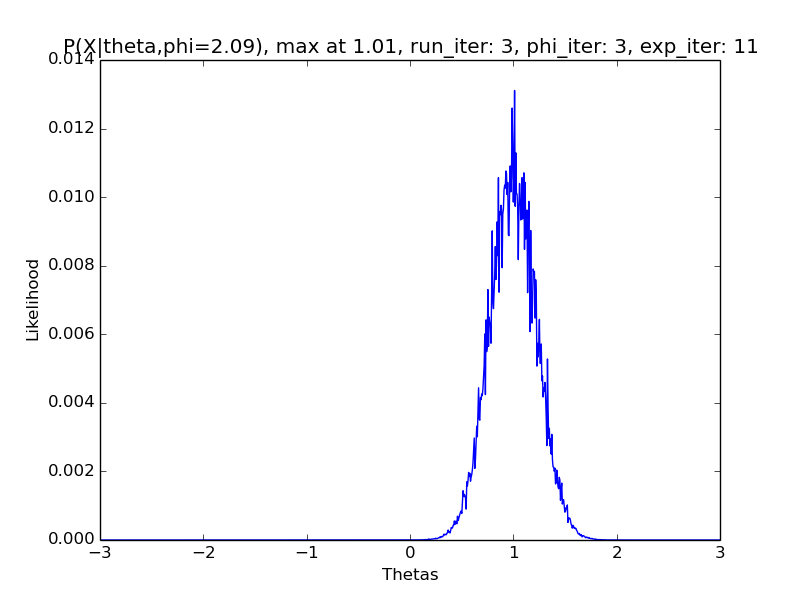 P(X|theta,phi=2.09), max at 1.01, run_iter: 3, phi_iter: 3, exp_iter: 11
0.014
0.012
0.010
0.008
0.006
0.004
0.002
0.000
Likelihood
−3 −2 −1 0 1 2 3
Thetas